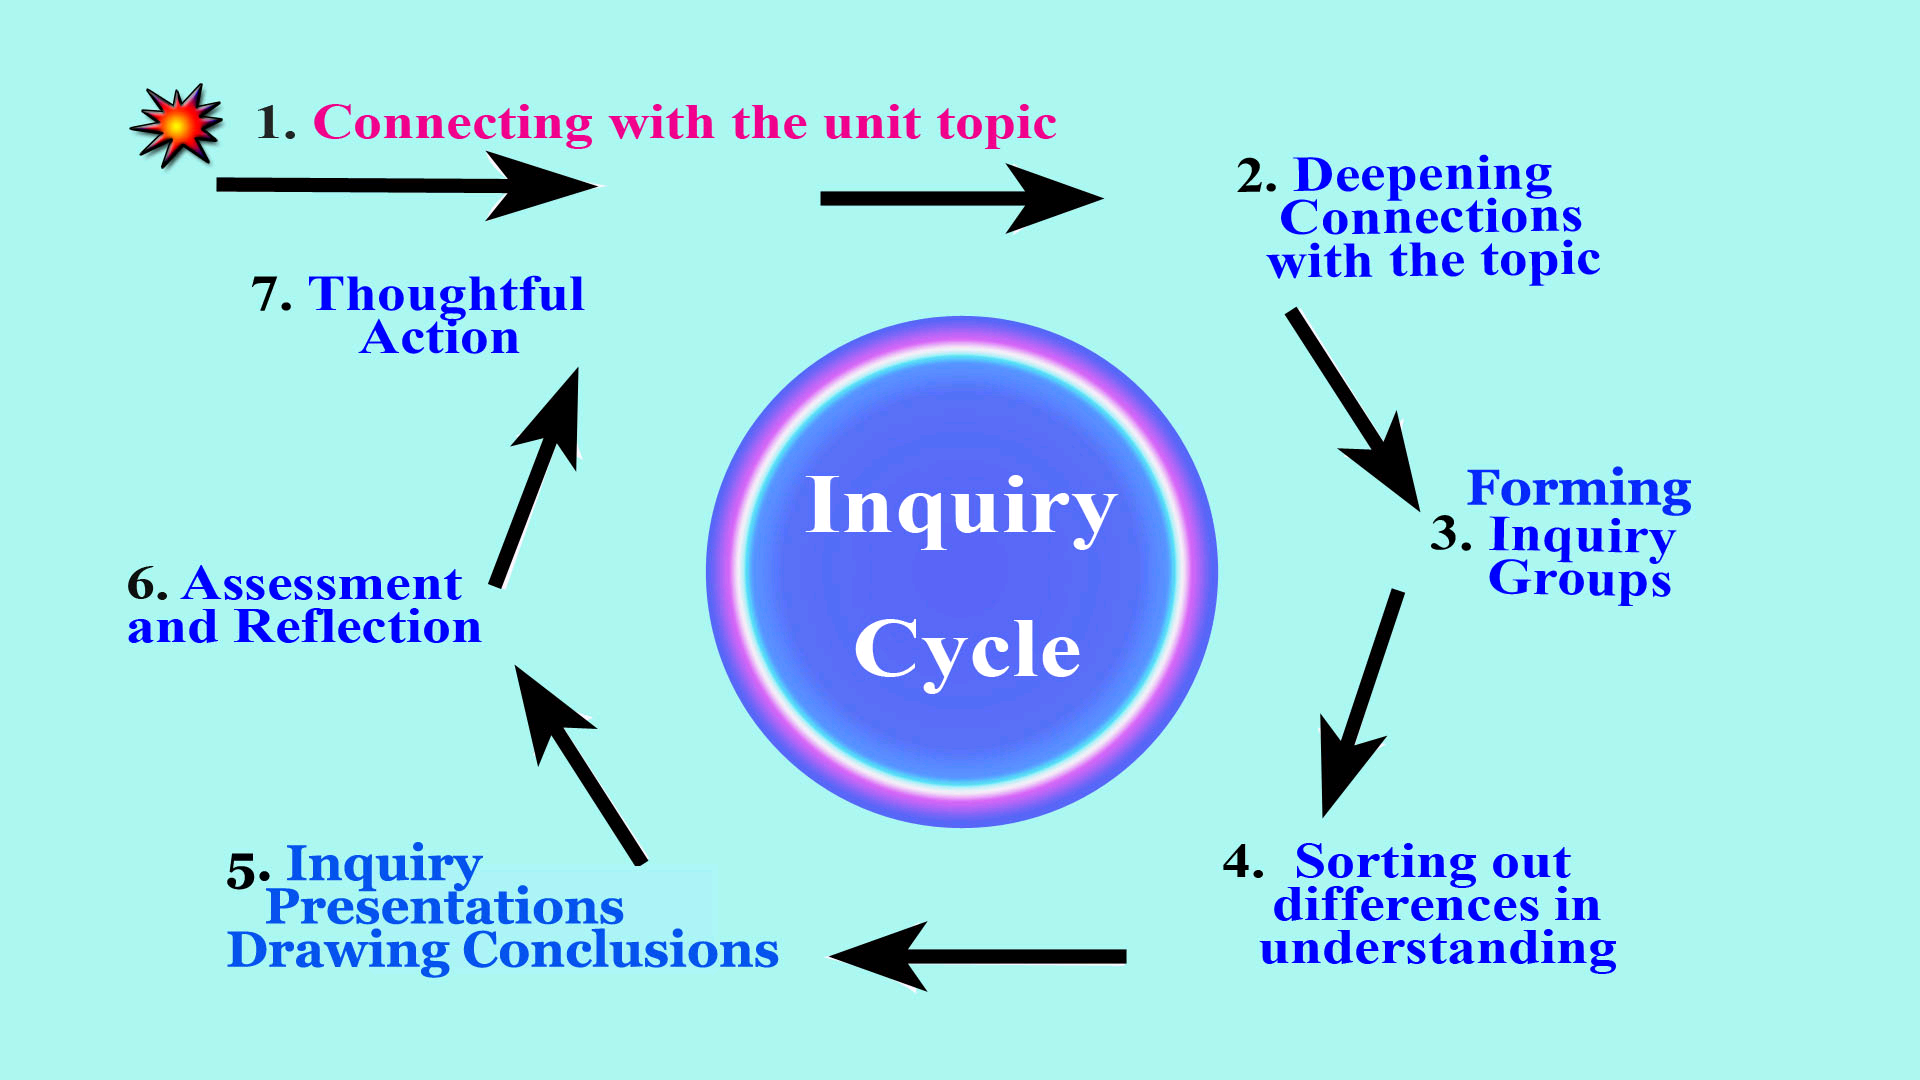 1. Connecting with the unit topic
2. Deepening
Connections
with the topic
Forming
3. Inquiry
Groups
4. Sorting out
differences in
understanding
5. Inquiry
Presentations
Drawing Conclusions
6. Assessment
and Reflection
7. Thoughtful
Action
Inquiry
Cycle